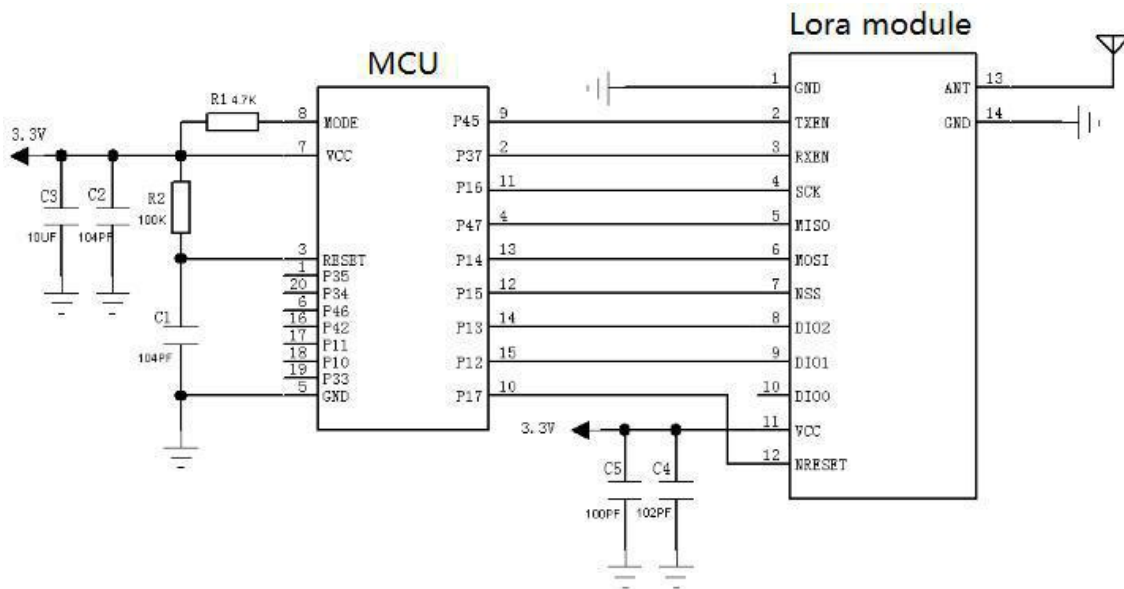 Lora module
MCU
R1 4.7K
8
MODE
3.3V
7
VCC
C3
10UF
C2
104PF
R2
100K
3
RESET
1
P35
20
P34
6
P46
16
P42
17
P11
18
P10
19
P33
5
GND
C1
104PF
P45
9
P37
2
P16
11
P47
4
P14
13
P15
12
P13
14
P12
15
P17
10
1
GND
2
TXEN
3
RXEN
4
SCK
5
MISO
6
MOSI
7
NSS
8
DIO2
9
DIO1
10
DIO0
11
VCC
12
NRESET
ANT
13
GND
14
3.3V
C5
100PF
C4
102PF